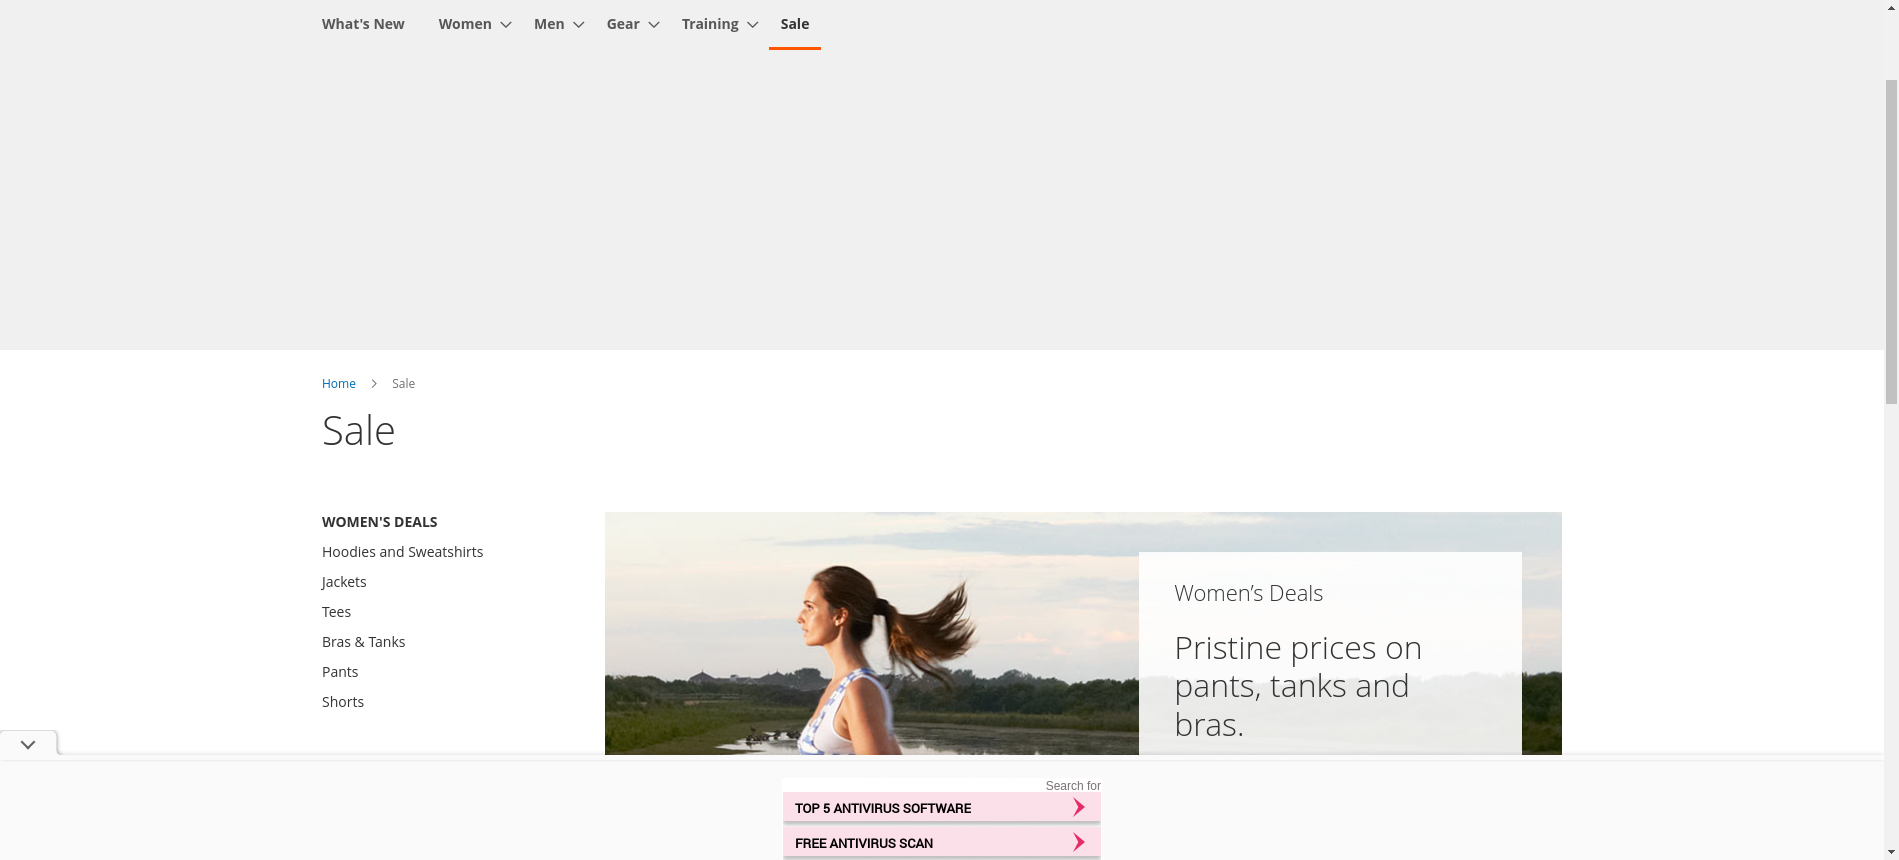 What's New Women Men Gear Training Sale
Home Sale
Sale
WOMEN'S DEALS
Hoodies and Sweatshirts
Jackets
Tees
Bras & Tanks
Pants
Shorts
Women's Deals
Pristine prices on
pants, tanks and
bras.
Search for
TOP 5 ANTIVIRUS SOFTWARE
FREE ANTIVIRUS SCAN